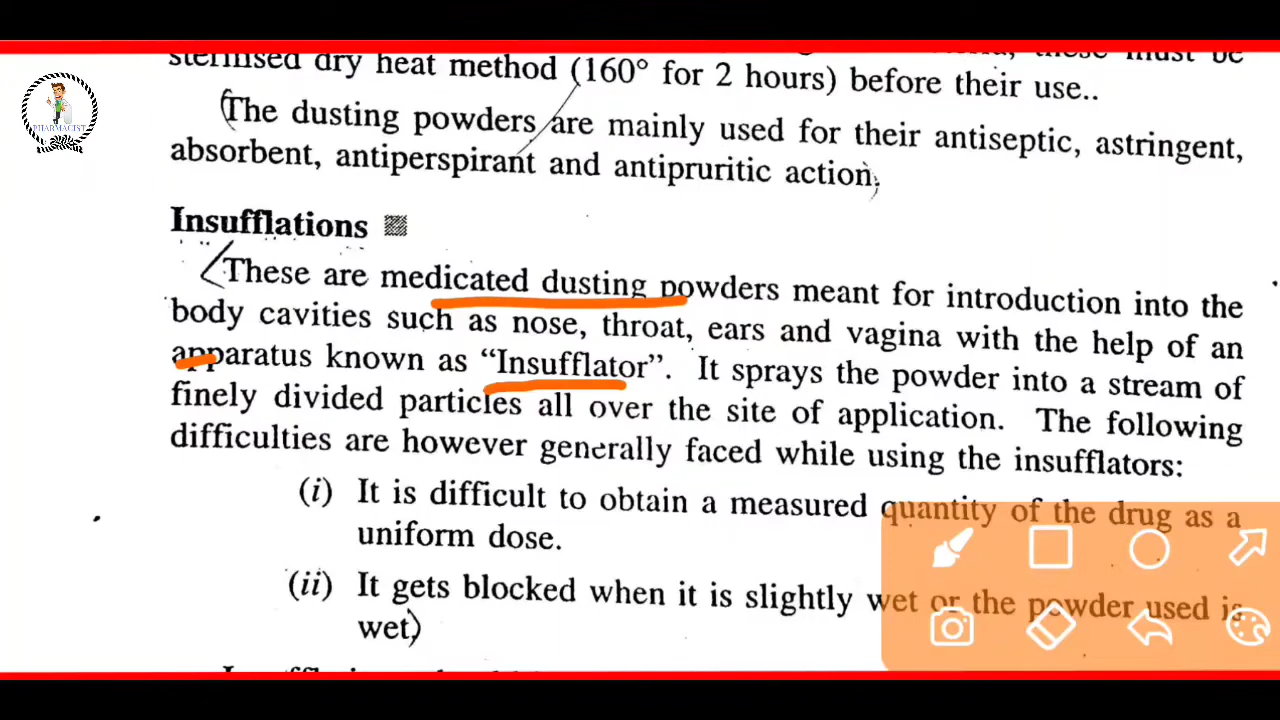 sterilised dry heat method (160° for 2 hours) before their use..
(The dusting powders are mainly used for their antiseptic, astringent,
absorbent, antiperspirant and antipruritic action.
Insufflations
(These are medicated dusting powders meant for introduction into the
body cavities such as nose, throat, ears and vagina with the help of an
apparatus known as “Insufflator”. It sprays the powder into a stream of
finely divided particles all over the site of application. The following
difficulties are however generally faced while using the insufflators:
(i) It is difficult to obtain a measured quantity of the drug as a
uniform dose.
(ii) It gets blocked when it is slightly wet or the powder used is
wet)
PHARMACIST